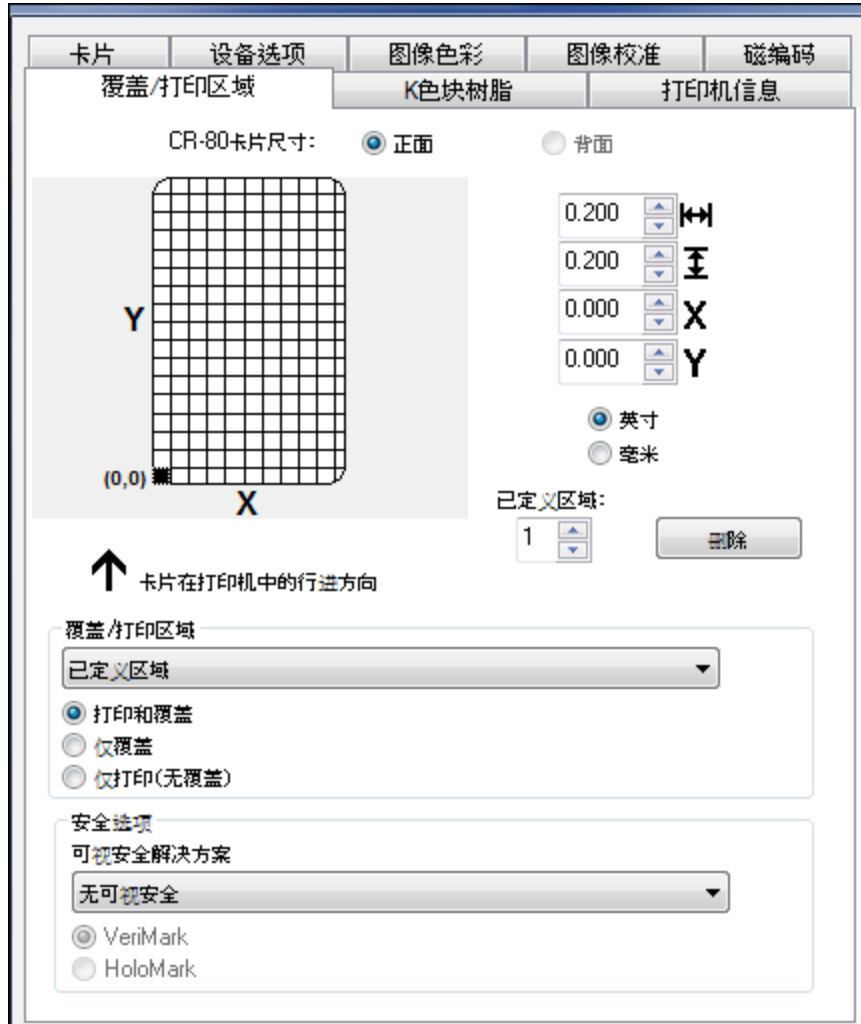 卡片 设备选项 图像色彩 图像校准 磁编码
覆盖/打印区域 K色块树脂 打印机信息
CR-80卡片尺寸: 正面 背面
0.200
0.200
Y 0.000 X
0.000 Y
英寸
毫米
(0,0)
X 已定义区域:
1 删除
卡片在打印机中的行进方向
覆盖/打印区域
已定义区域
打印和覆盖
仅覆盖
仅打印(无覆盖)
安全选项
可视安全解决方案
无可视安全
VeriMark
HoloMark